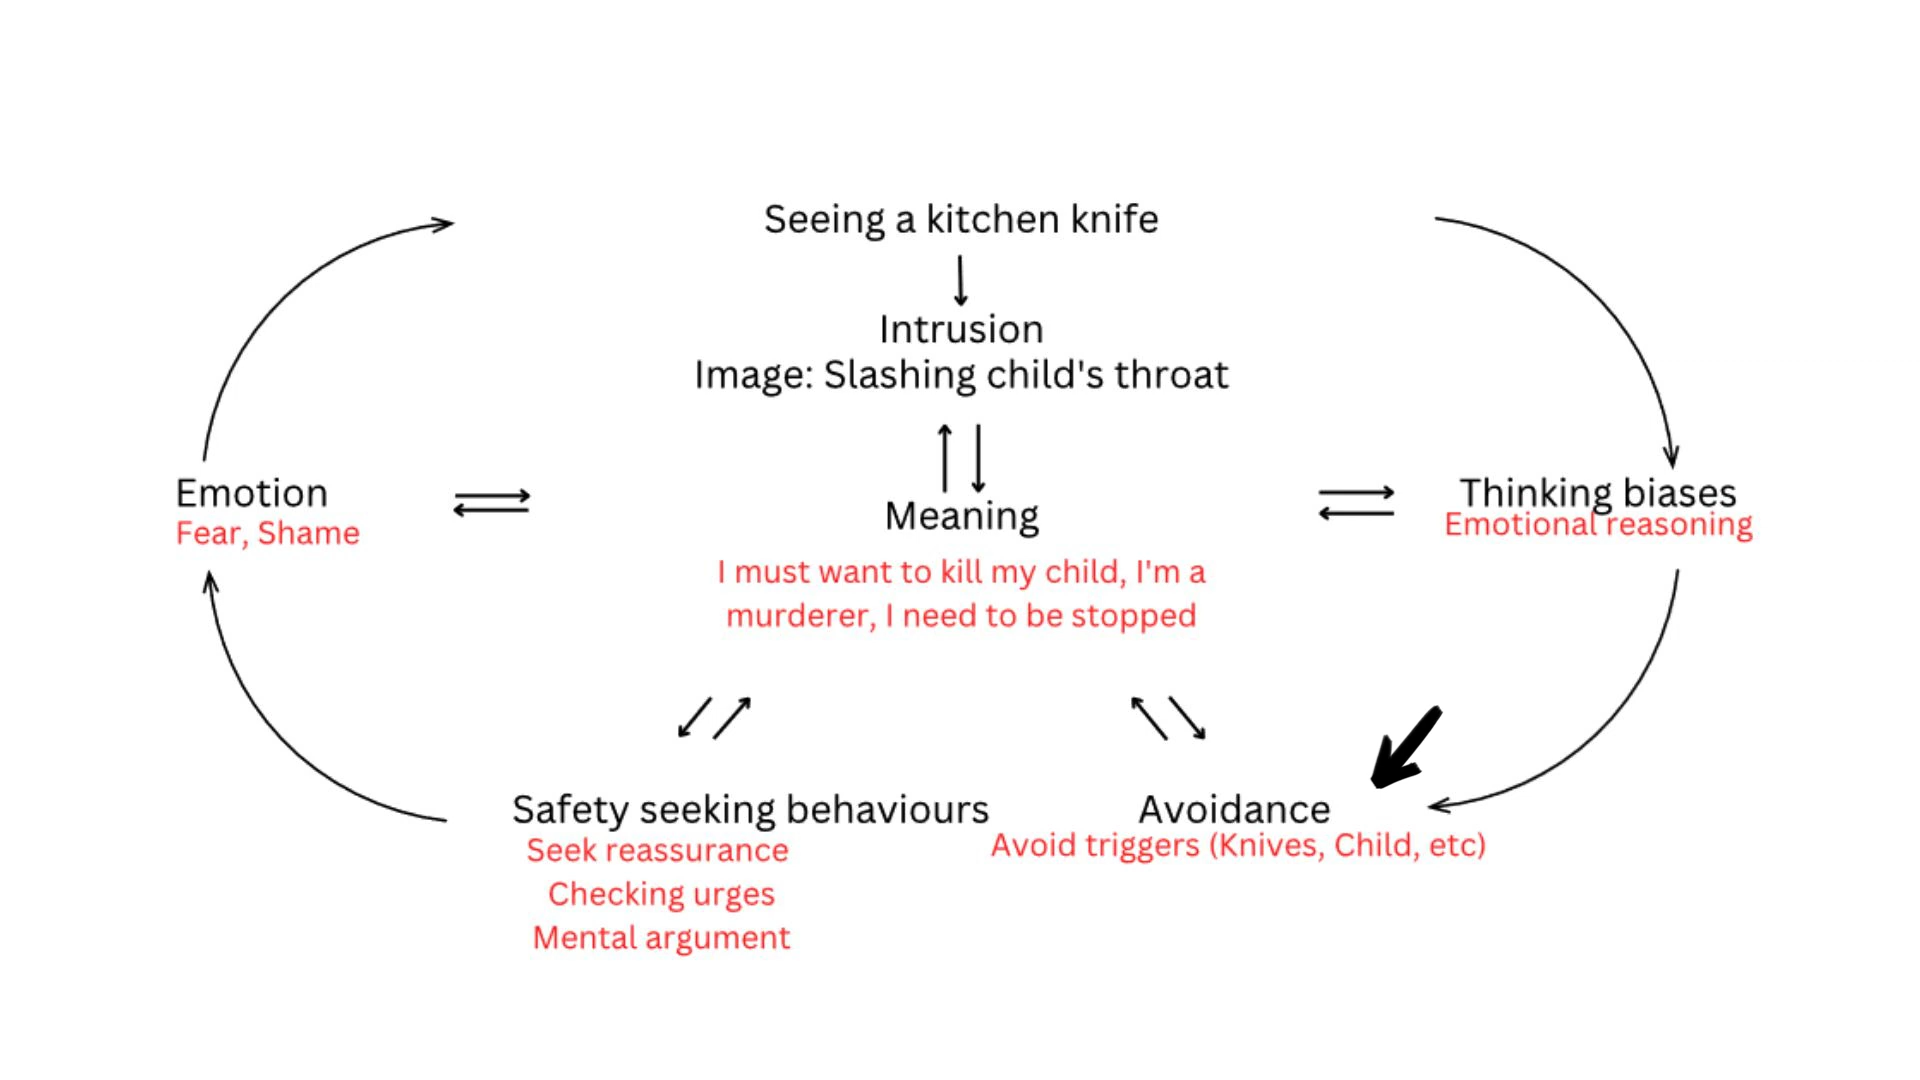 Seeing a kitchen knife
Intrusion
Image: Slashing child's throat
Emotion
Fear, Shame
Meaning
I must want to kill my child, I'm a
murderer, I need to be stopped
Thinking biases
Emotional reasoning
Safety seeking behaviours
Seek reassurance
Checking urges
Mental argument
Avoidance
Avoid triggers (Knives, Child, etc)